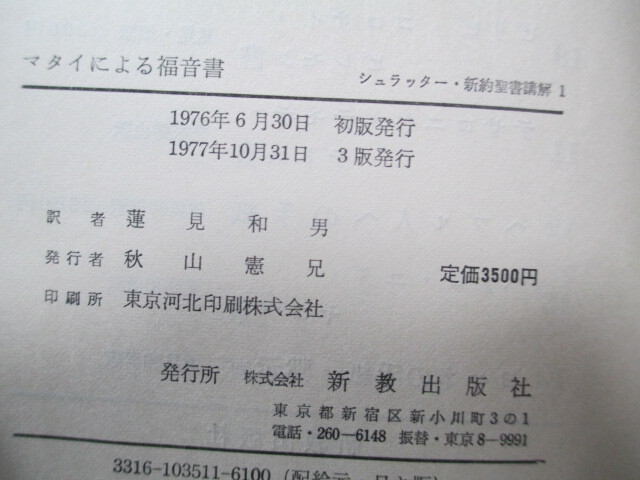 マタイによる福音書 シュラッター・新約聖書講解 1
1976年6月30日 初版発行
1977年10月31日 3版発行
訳者 蓮見和男
発行者 秋山憲兄 定価3500円
印刷所 東京河北印刷株式会社
発行所 株式会社 新教出版社
東京都新宿区新小川町3の1
電話・260-6148 振替・東京8-9991
3316-103511-6100(配給元 日キ販)